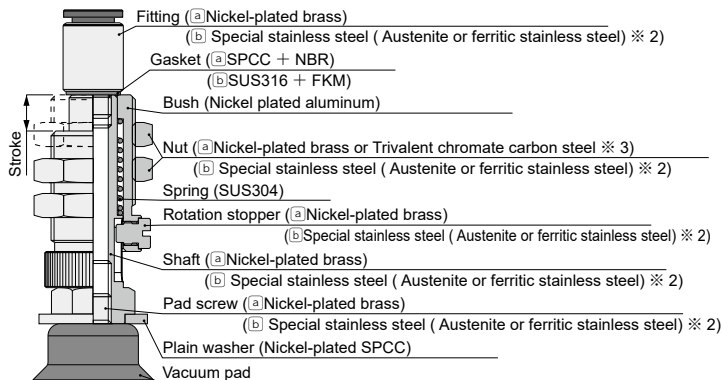 Fitting (ⓐNickel-plated brass)
(ⓑ Special stainless steel ( Austenite or ferritic stainless steel) ※ 2)
Gasket (ⓐSPCC + NBR)
(ⓑSUS316 + FKM)
Bush (Nickel plated aluminum)
Stroke
Nut (ⓐNickel-plated brass or Trivalent chromate carbon steel ※ 3)
(ⓑ Special stainless steel ( Austenite or ferritic stainless steel) ※ 2)
Spring (SUS304)
Rotation stopper (ⓐNickel-plated brass)
(ⓑSpecial stainless steel ( Austenite or ferritic stainless steel) ※ 2)
Shaft (ⓐNickel-plated brass)
(ⓑ Special stainless steel ( Austenite or ferritic stainless steel) ※ 2)
Pad screw (ⓐNickel-plated brass)
(ⓑ Special stainless steel ( Austenite or ferritic stainless steel) ※ 2)
Plain washer (Nickel-plated SPCC)
Vacuum pad